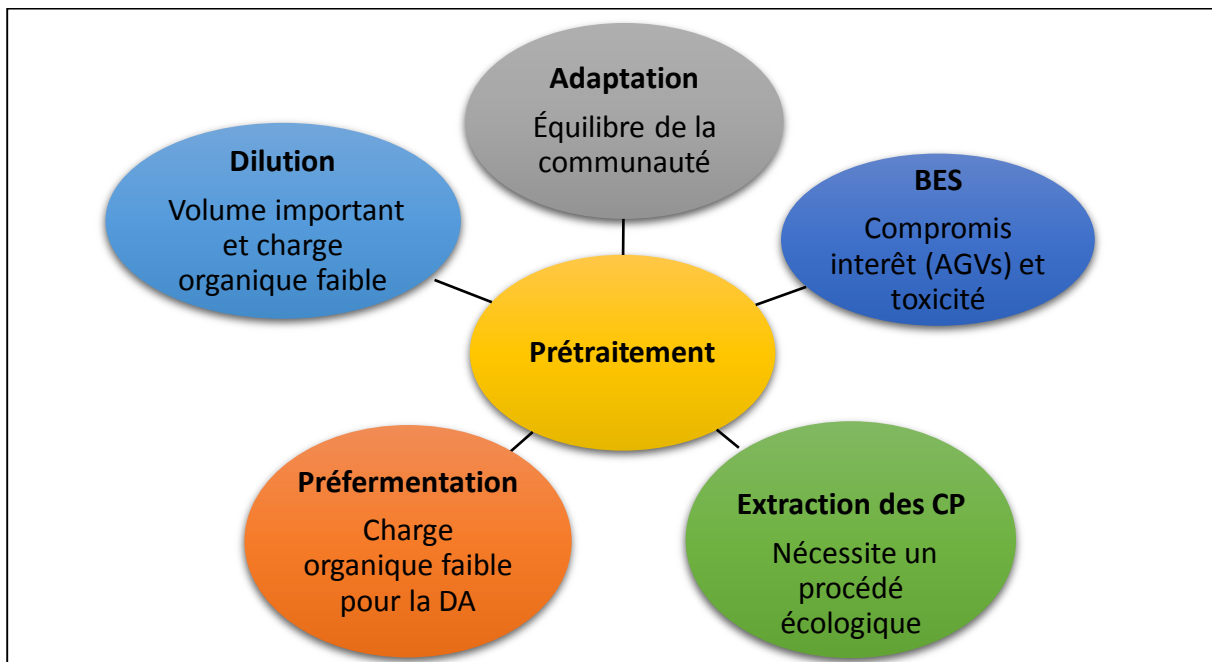 Adaptation
Équilibre de la
communauté
Dilution
Volume important
et charge
organique faible
BES
Compromis
interêt (AGVs) et
toxicité
Prétraitement
Préfermentation
Charge
organique faible
pour la DA
Extraction des CP
Nécessite un
procédé
écologique